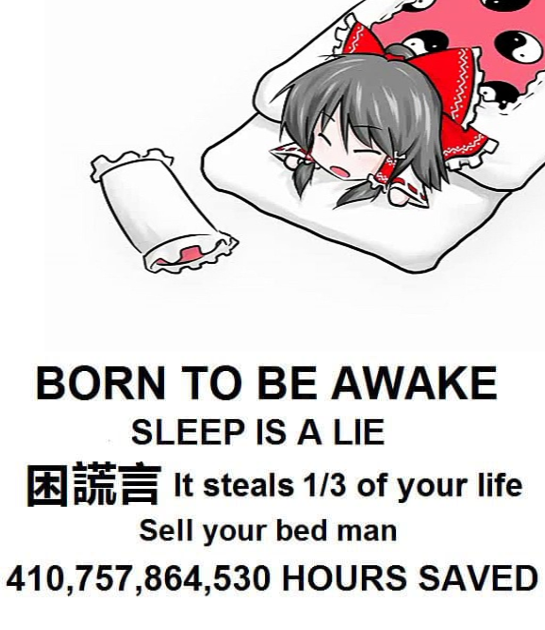 BORN TO BE AWAKE
SLEEP IS A LIE
困謊言 It steals 1/3 of your life
Sell your bed man
410,757,864,530 HOURS SAVED